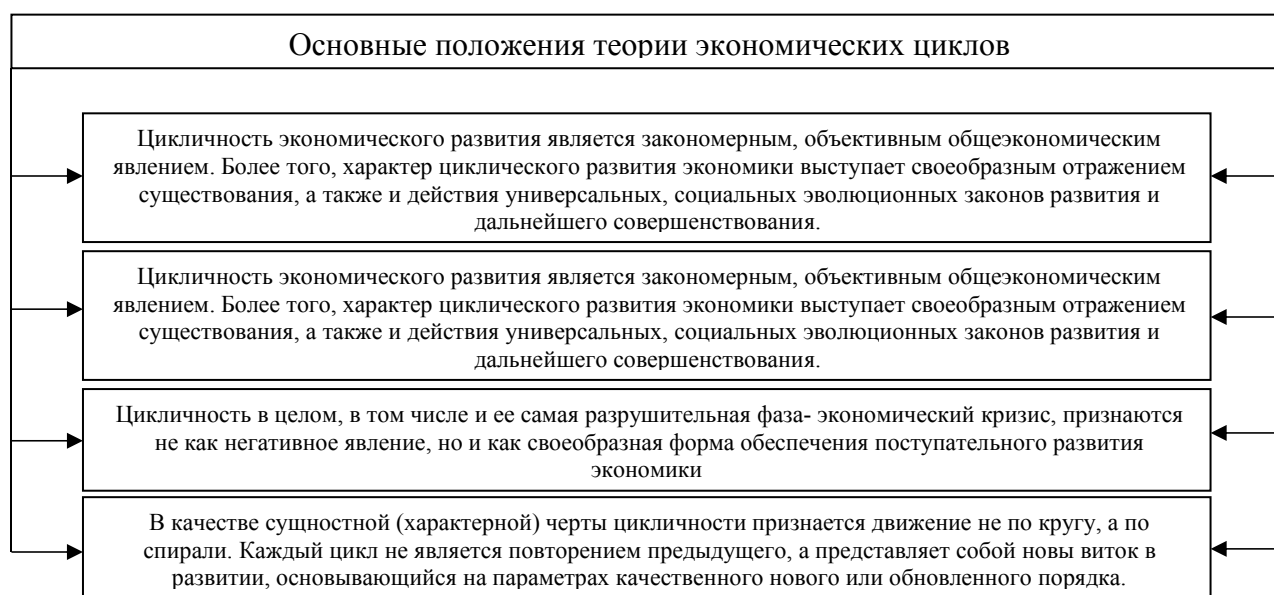 Основные положения теории экономических циклов
Цикличность экономического развития является закономерным, объективным общеэкономическим
явлением. Более того, характер циклического развития экономики выступает своеобразным отражением
существования, а также и действия универсальных, социальных эволюционных законов развития и
дальнейшего совершенствования.
Цикличность экономического развития является закономерным, объективным общеэкономическим
явлением. Более того, характер циклического развития экономики выступает своеобразным отражением
существования, а также и действия универсальных, социальных эволюционных законов развития и
дальнейшего совершенствования.
Цикличность в целом, в том числе и ее самая разрушительная фаза- экономический кризис, признаются
не как негативное явление, но и как своеобразная форма обеспечения поступательного развития
экономики
В качестве сущностной (характерной) черты цикличности признается движение не по кругу, а по
спирали. Каждый цикл не является повторением предыдущего, а представляет собой новы виток в
развитии, основывающийся на параметрах качественного нового или обновленного порядка.